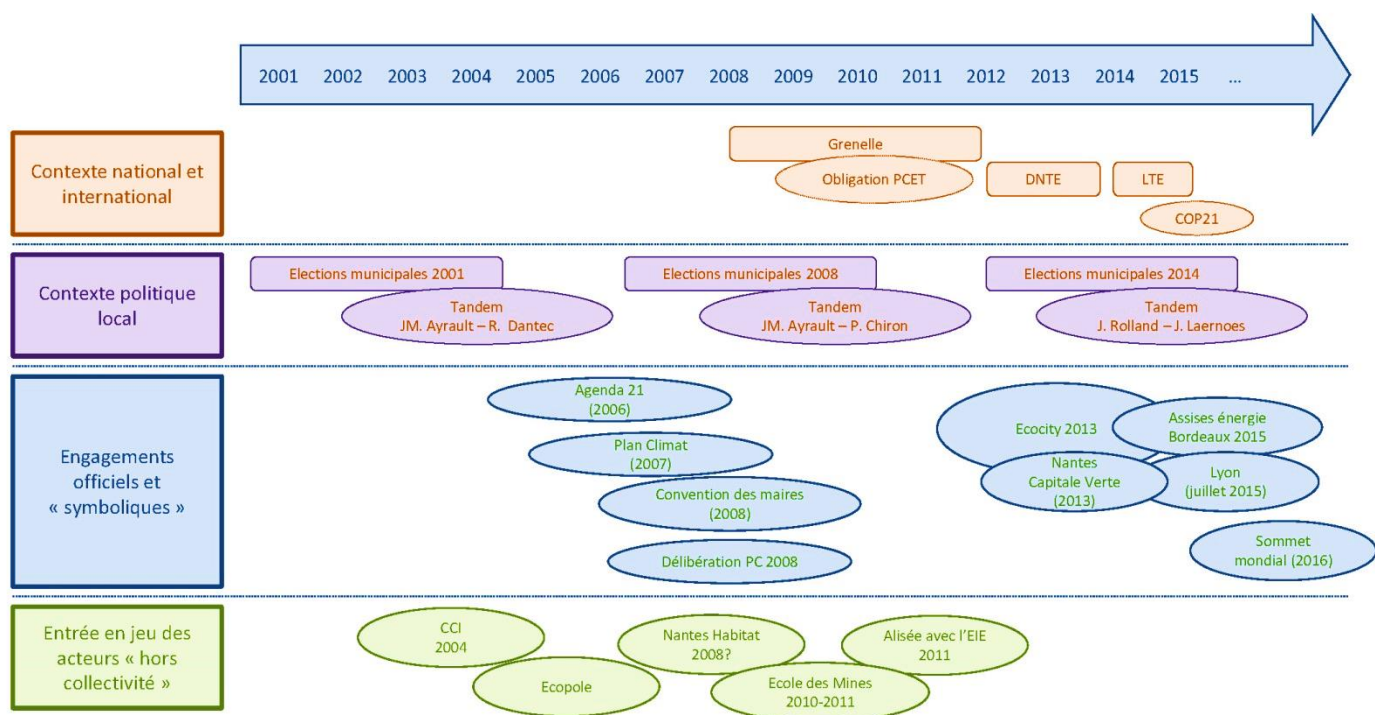 2001 2002 2003 2004 2005 2006 2007 2008 2009 2010 2011 2012 2013 2014 2015 ...
Contexte national et
international
Grenelle
Obligation PCET
DNTE
LTE
COP21
Contexte politique
local
Elections municipales 2001
Tandem
JM. Ayrault – R. Dantec
Elections municipales 2008
Tandem
JM. Ayrault – P. Chiron
Elections municipales 2014
Tandem
J. Rolland – J. Laernoes
Engagements
officiels et
« symboliques »
Agenda 21
(2006)
Plan Climat
(2007)
Convention des maires
(2008)
Délibération PC 2008
Ecocity 2013
Assises énergie
Bordeaux 2015
Nantes
Capitale Verte
(2013)
Lyon
(juillet 2015)
Sommet
mondial (2016)
Entrée en jeu des
acteurs « hors
collectivité »
CCI
2004
Ecopole
Nantes Habitat
2008?
Ecole des Mines
2010-2011
Alisée avec l'EIE
2011